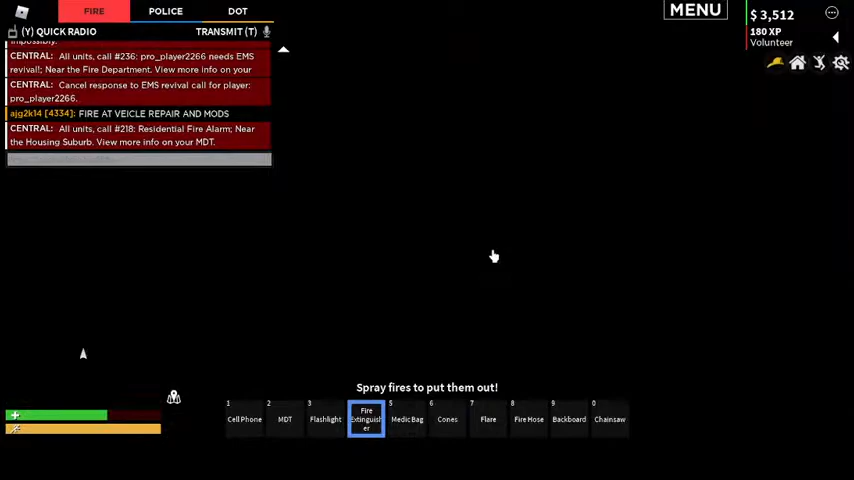 FIRE POLICE DOT MENU $ 3,512
(Y) QUICK RADIO TRANSMIT (T) 180 XP
Volunteer
impossibly.
CENTRAL: All units, call #236: pro_player2266 needs EMS
revival!; Near the Fire Department. View more info on your
CENTRAL: Cancel response to EMS revival call for player:
pro_player2266.
ajg2k14 [4334]: FIRE AT VEICLE REPAIR AND MODS
CENTRAL: All units, call #218: Residential Fire Alarm; Near
the Housing Suburb. View more info on your MDT.
Spray fires to put them out!
1 2 3 5 6 7 8 9 0
Cell Phone MDT Flashlight Fire Extinguish er Medic Bag Cones Flare Fire Hose Backboard Chainsaw